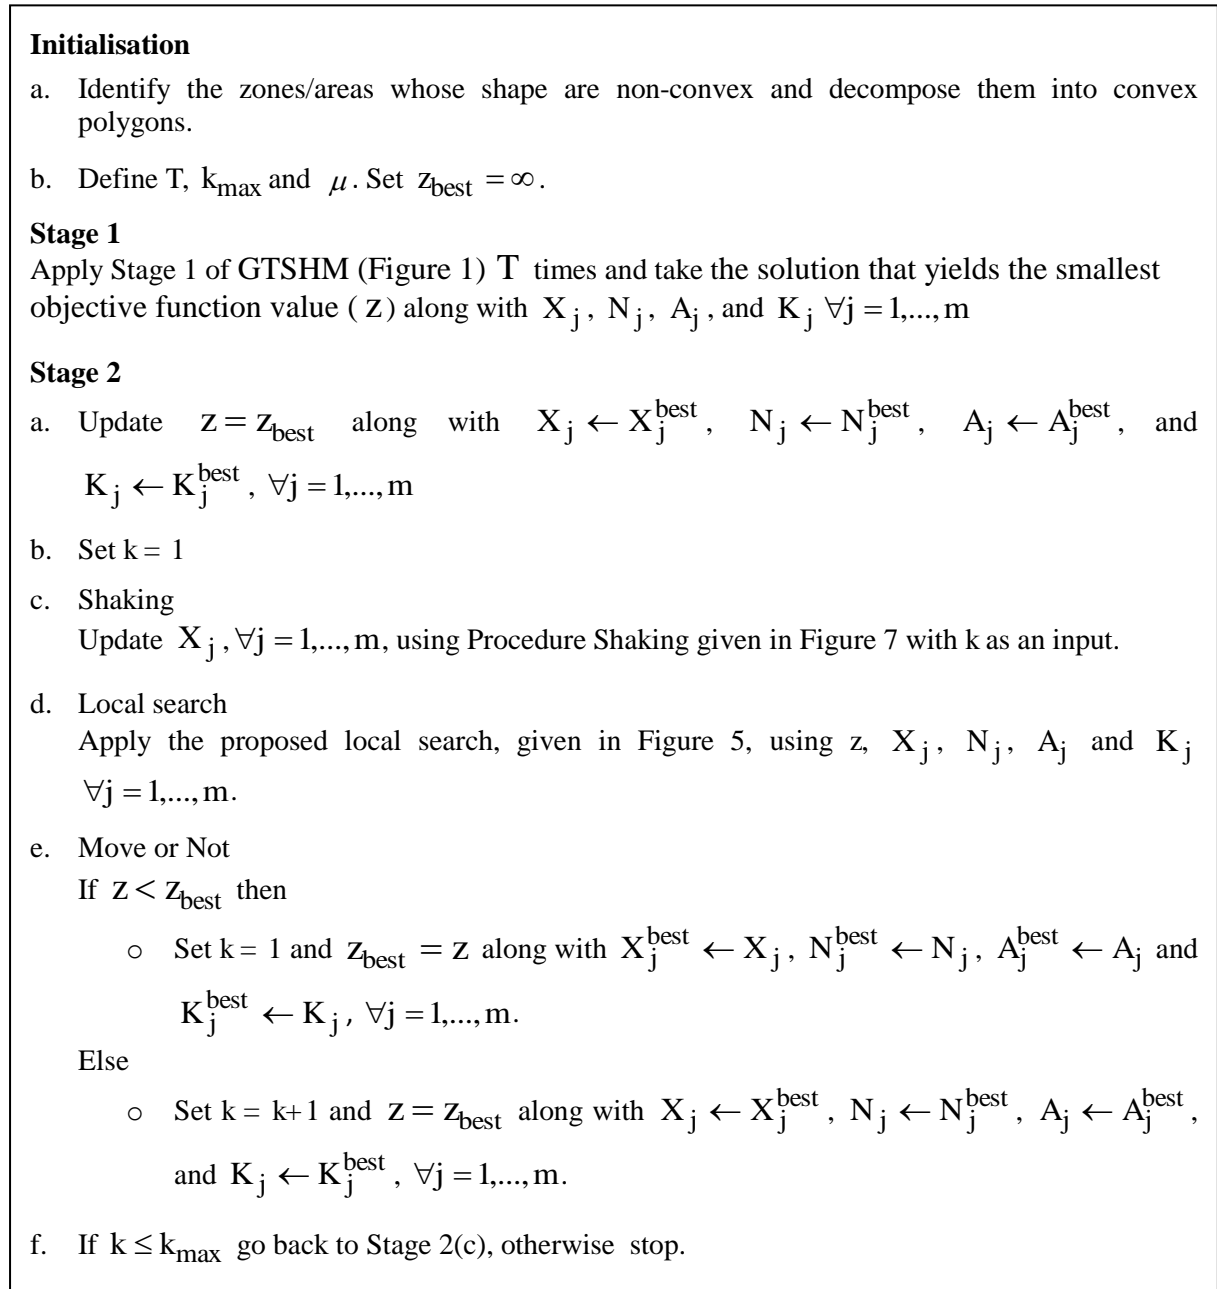 Initialisation
a. Identify the zones/areas whose shape are non-convex and decompose them into convex
polygons.
b. Define T, k_max and μ. Set z_best = ∞.
Stage 1
Apply Stage 1 of GTSHM (Figure 1) T times and take the solution that yields the smallest
objective function value ( z ) along with X_j, N_j, A_j, and K_j ∀j = 1,...,m
Stage 2
a. Update z = z_best along with X_j ← X_j^best, N_j ← N_j^best, A_j ← A_j^best, and
K_j ← K_j^best, ∀j = 1,...,m
b. Set k = 1
c. Shaking
Update X_j, ∀j = 1,...,m, using Procedure Shaking given in Figure 7 with k as an input.
d. Local search
Apply the proposed local search, given in Figure 5, using z, X_j, N_j, A_j and K_j
∀j = 1,...,m.
e. Move or Not
If z < z_best then
o Set k = 1 and z_best = z along with X_j^best ← X_j, N_j^best ← N_j, A_j^best ← A_j and
K_j^best ← K_j, ∀j = 1,...,m.
Else
o Set k = k+1 and z = z_best along with X_j ← X_j^best, N_j ← N_j^best, A_j ← A_j^best,
and K_j ← K_j^best, ∀j = 1,...,m.
f. If k ≤ k_max go back to Stage 2(c), otherwise stop.